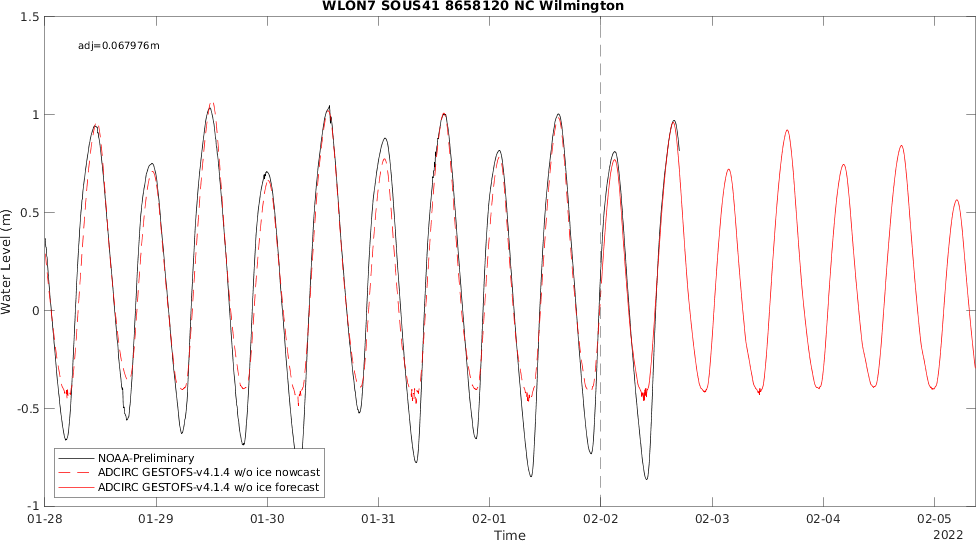 WLON7 SOUS41 8658120 NC Wilmington
1.5
adj=0.067976m
1
0.5
0
-0.5
-1
Water Level (m)
NOAA-Preliminary
ADCIRC GESTOFS-v4.1.4 w/o ice nowcast
ADCIRC GESTOFS-v4.1.4 w/o ice forecast
01-28 01-29 01-30 01-31 02-01 02-02 02-03 02-04 02-05
Time
2022